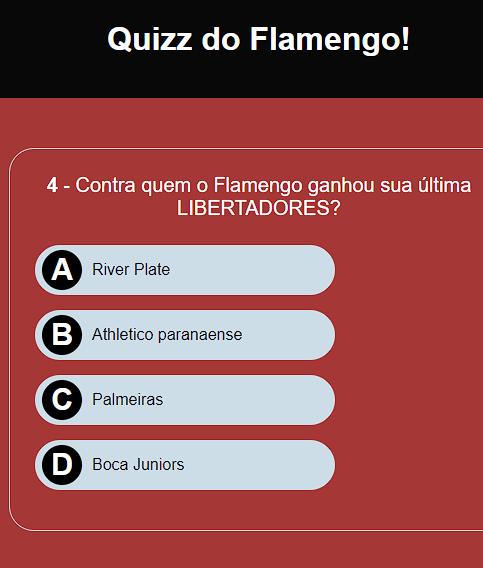 Quizz do Flamengo!
4 - Contra quem o Flamengo ganhou sua última
LIBERTADORES?
A River Plate
B Athletico paranaense
C Palmeiras
D Boca Juniors